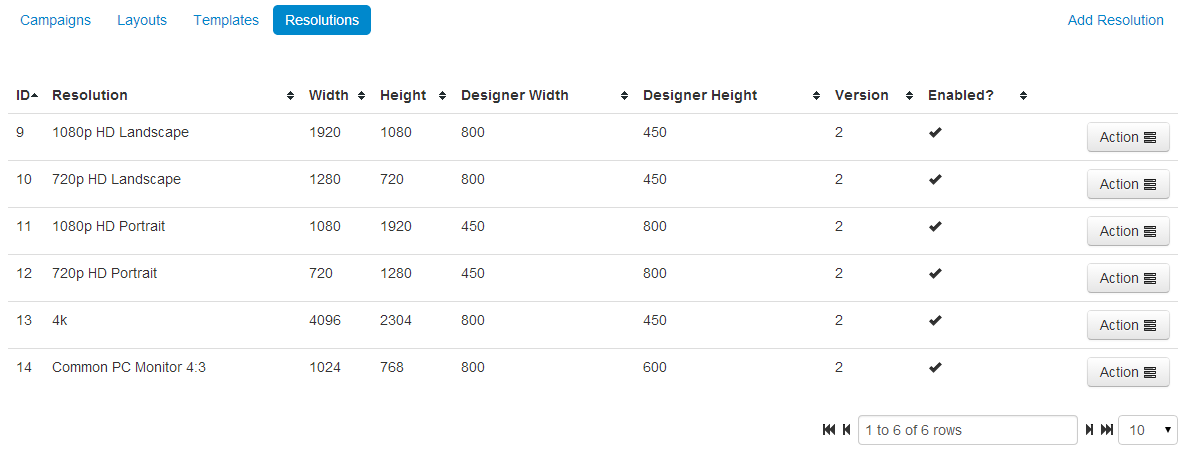 Campaigns Layouts Templates Resolutions Add Resolution
ID Resolution Width Height Designer Width Designer Height Version Enabled?
9 1080p HD Landscape 1920 1080 800 450 2 Action
10 720p HD Landscape 1280 720 800 450 2 Action
11 1080p HD Portrait 1080 1920 450 800 2 Action
12 720p HD Portrait 720 1280 450 800 2 Action
13 4k 4096 2304 800 450 2 Action
14 Common PC Monitor 4:3 1024 768 800 600 2 Action
1 to 6 of 6 rows 10